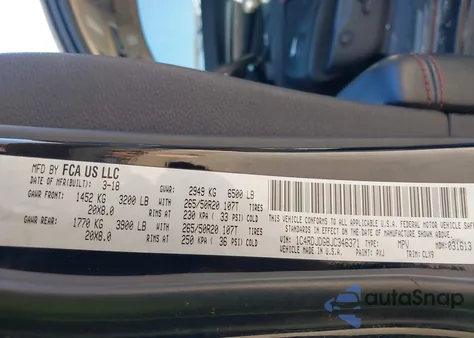 MFD BY FCA US LLC
DATE OF MFR(BUILT): 3-18 GVWR: 2949 KG 6500 LB
GAWR FRONT: 1452 KG 3200 LB WITH 265/50R20 107T TIRES
20X8.0 RIMS AT 230 KPA ( 33 PSI) COLD
GAWR REAR: 1770 KG 3900 LB WITH 265/50R20 107T TIRES
20X8.0 RIMS AT 250 KPA ( 36 PSI) COLD
THIS VEHICLE CONFORMS TO ALL APPLICABLE U.S.A. FEDERAL MOTOR VEHICLE SAFE
STANDARDS IN EFFECT ON THE DATE OF MANUFACTURE SHOWN ABOVE.
VIN: 1C4RDJDG8JC346371 TYPE: MPV MDH: 031613
VEHICLE MADE IN U.S.A. PAINT: PXJ TRIM: CLX9
autoSnap